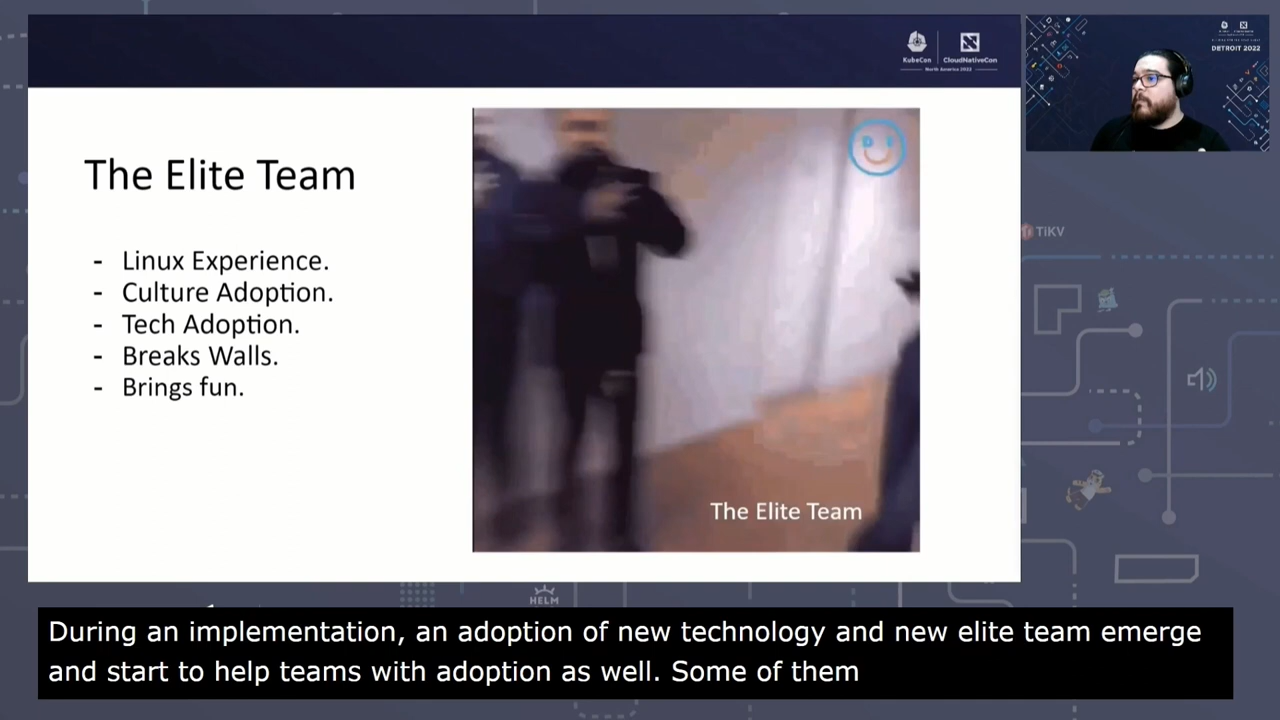 KubeCon
CloudNativeCon
North America 2022
DETROIT 2022
The Elite Team
- Linux Experience.
- Culture Adoption.
- Tech Adoption.
- Breaks Walls.
- Brings fun.
The Elite Team
TiKV
HELM
During an implementation, an adoption of new technology and new elite team emerge
and start to help teams with adoption as well. Some of them